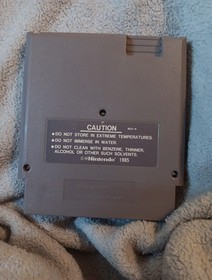 CAUTION
•DO NOT STORE IN EXTREME TEMPERATURES.
•DO NOT IMMERSE IN WATER.
•DO NOT CLEAN WITH BENZENE, THINNER,
ALCOHOL OR OTHER SUCH SOLVENTS.
©Nintendo 1985